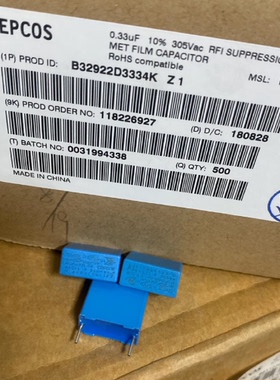 EPCOS
0.33uF 10% 305Vac RFI SUPPRESSIO
MET FILM CAPACITOR
RoHS compatible
(1P) PROD ID: B32922D3334K Z 1
MSL:
(9K) PROD ORDER NO: 118226927
(D) D/C: 180828
(T) BATCH NO: 0031994338
(Q) QTY: 500
MADE IN CHINA